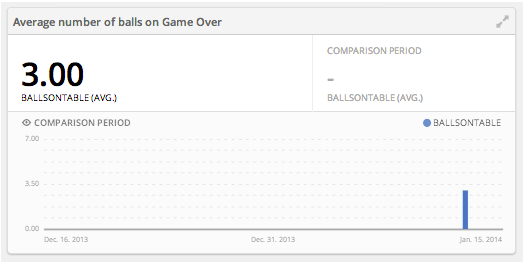 Average number of balls on Game Over
3.00
BALLSONTABLE (AVG.)
COMPARISON PERIOD
-
BALLSONTABLE (AVG.)
COMPARISON PERIOD
BALLSONTABLE
7.00
3.50
0.00
Dec. 16. 2013
Dec. 31. 2013
Jan. 15. 2014